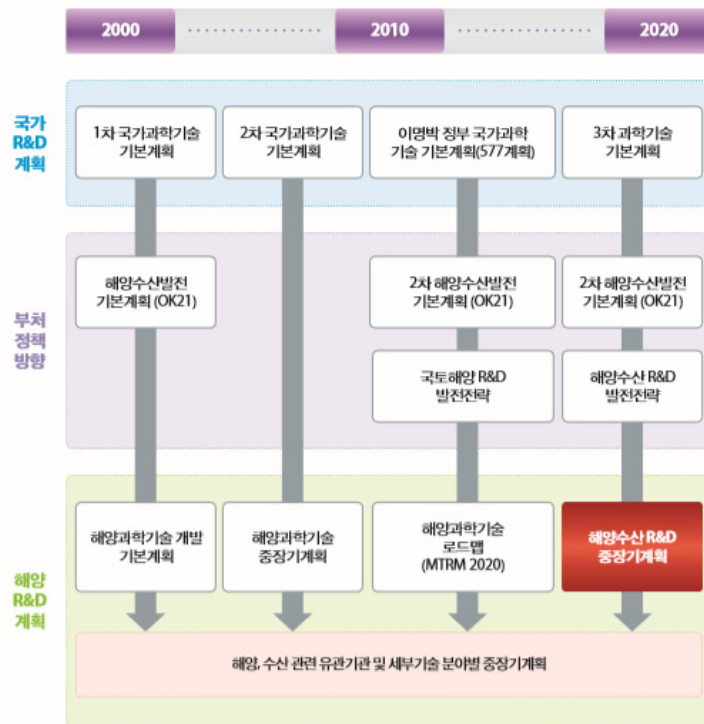 2000
2010
2020
국가
R&D
계획
1차 국가과학기술
기본계획
2차 국가과학기술
기본계획
이명박 정부 국가과학
기술 기본계획(577계획)
3차 과학기술
기본계획
부처
정책
방향
해양수산발전
기본계획 (OK21)
2차 해양수산발전
기본계획 (OK21)
2차 해양수산발전
기본계획 (OK21)
국토해양 R&D
발전전략
해양수산 R&D
발전전략
해양
R&D
계획
해양과학기술 개발
기본계획
해양과학기술
중장기계획
해양과학기술
로드맵
(MTRM 2020)
해양수산 R&D
중장기계획
해양, 수산 관련 유관기관 및 세부기술 분야별 중장기계획